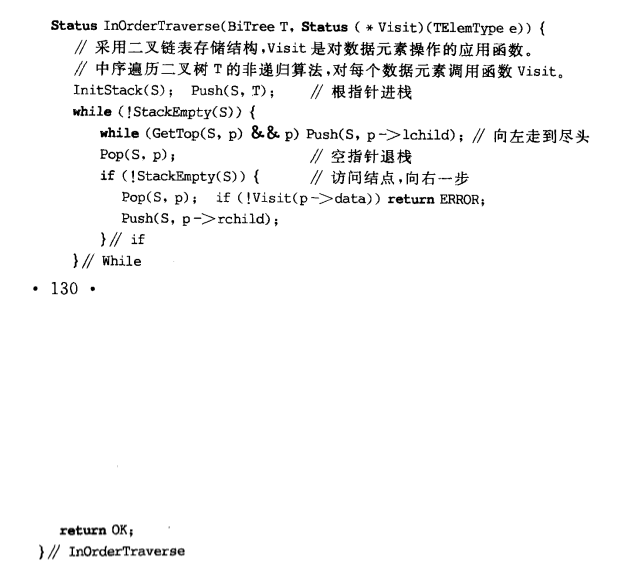 Status InOrderTraverse(BiTree T, Status ( * Visit)(TElemType e)) {
// 采用二叉链表存储结构,Visit 是对数据元素操作的应用函数。
// 中序遍历二叉树 T 的非递归算法,对每个数据元素调用函数 Visit。
InitStack(S); Push(S, T); // 根指针进栈
while (!StackEmpty(S)) {
while (GetTop(S, p) && p) Push(S, p->lchild); // 向左走到尽头
Pop(S, p); // 空指针退栈
if (!StackEmpty(S)) { // 访问结点,向右一步
Pop(S, p); if (!Visit(p->data)) return ERROR;
Push(S, p->rchild);
}// if
}// While
• 130 •
return OK;
}// InOrderTraverse